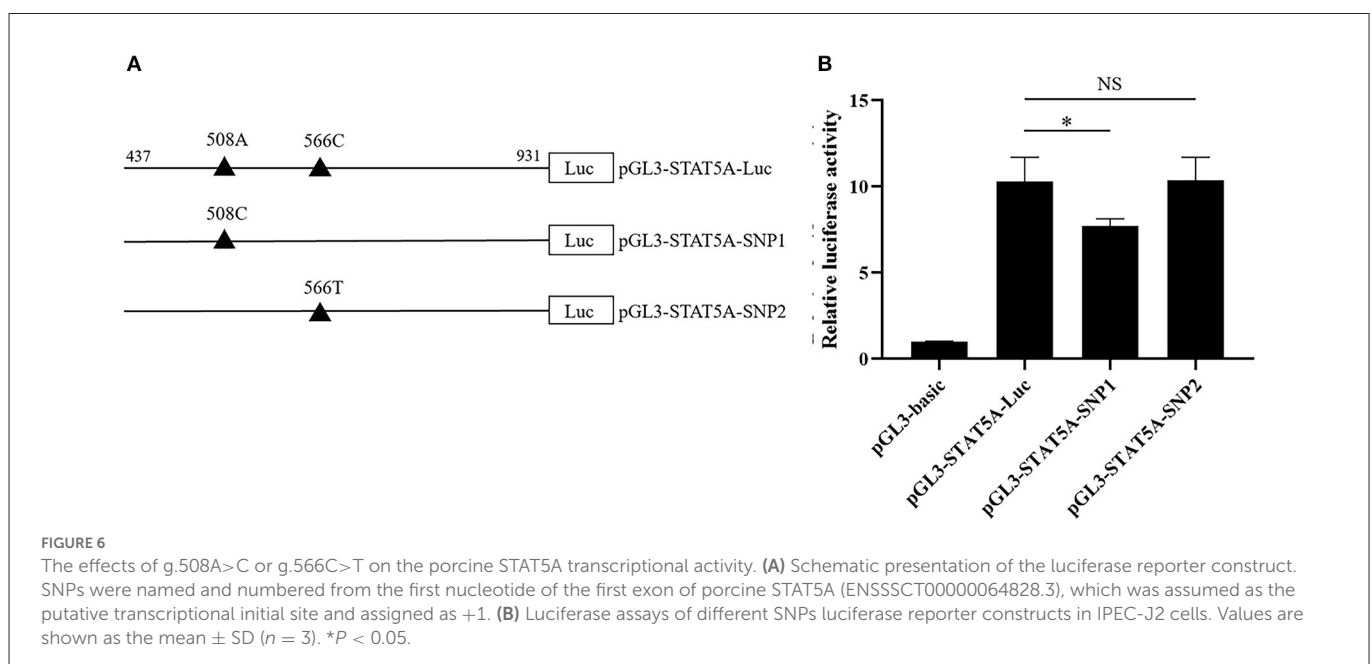 A
437
508A
566C
931
Luc
pGL3-STAT5A-Luc
508C
Luc
pGL3-STAT5A-SNP1
566T
Luc
pGL3-STAT5A-SNP2
B
NS
*
Relative luciferase activity
15
10
5
0
pGL3-basic
pGL3-STAT5A-Luc
pGL3-STAT5A-SNP1
pGL3-STAT5A-SNP2
FIGURE 6
The effects of g.508A>C or g.566C>T on the porcine STAT5A transcriptional activity. (A) Schematic presentation of the luciferase reporter construct.
SNPs were named and numbered from the first nucleotide of the first exon of porcine STAT5A (ENSSSCT00000064828.3), which was assumed as the
putative transcriptional initial site and assigned as +1. (B) Luciferase assays of different SNPs luciferase reporter constructs in IPEC-J2 cells. Values are
shown as the mean ± SD (n = 3). *P < 0.05.